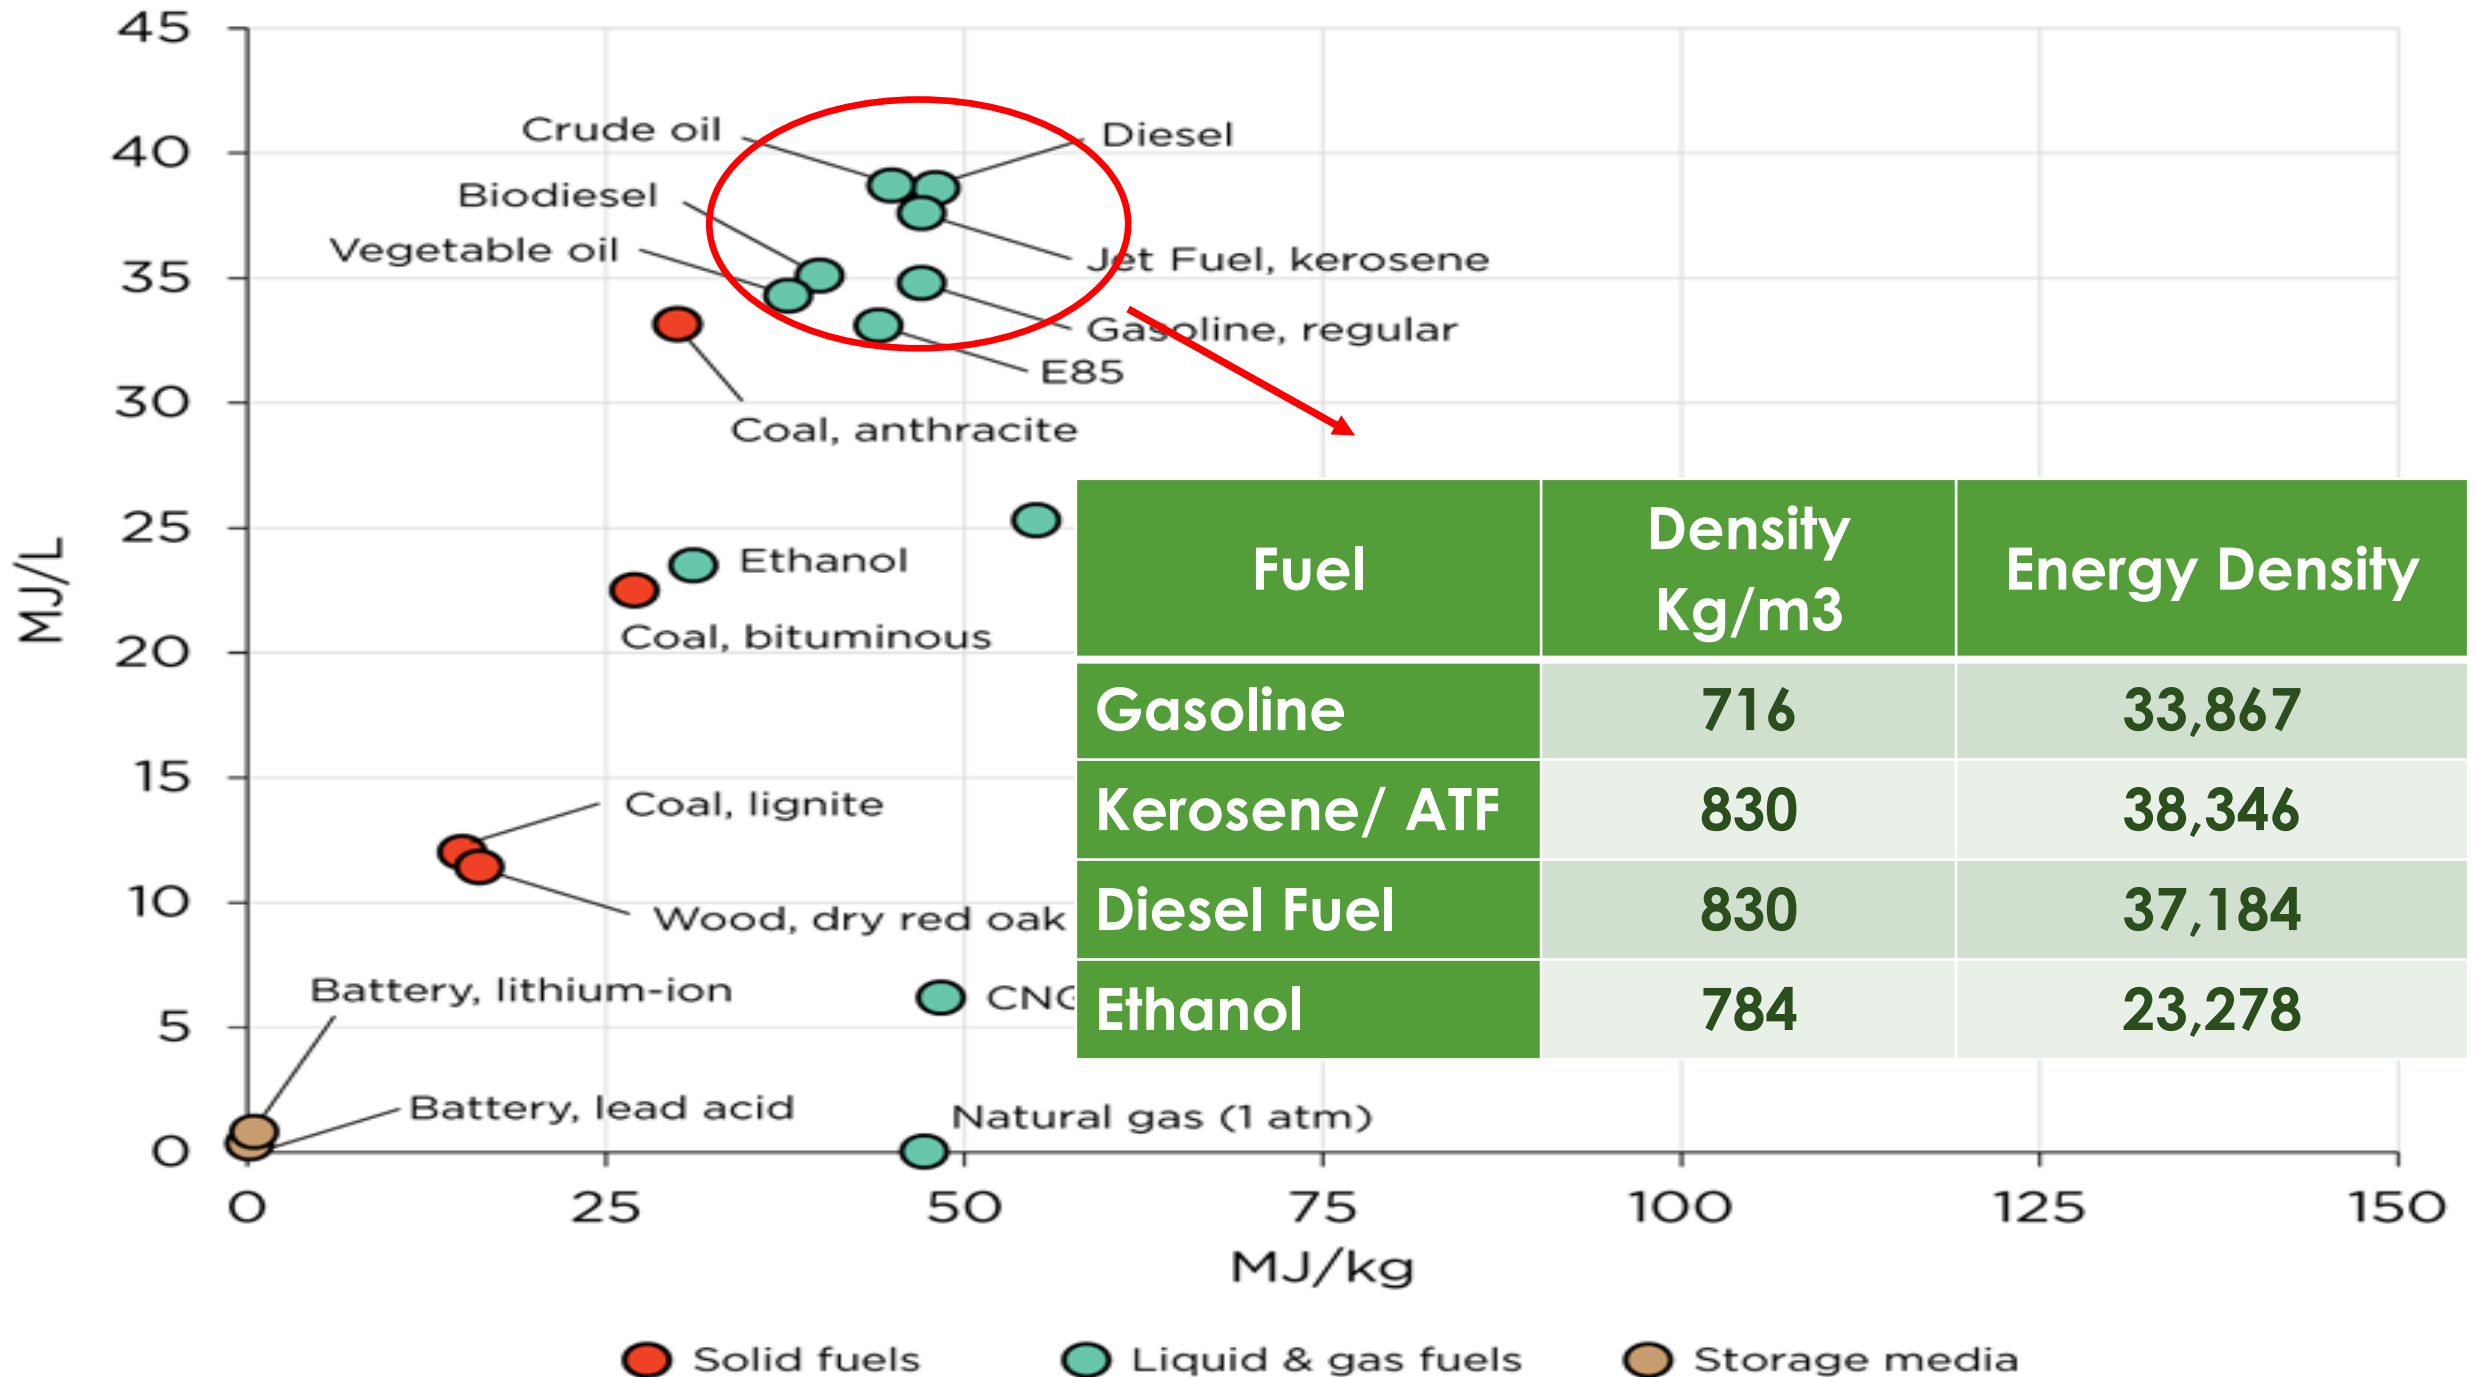 45
Crude oil
Diesel
40
Biodiesel
Vegetable oil
Jet Fuel, kerosene
35
Gasoline, regular
E85
30
Coal, anthracite
25
Ethanol
Coal, bituminous
20
MJ/L
15
Coal, lignite
10
Wood, dry red oak
Battery, lithium-ion
CNG
5
Battery, lead acid
Natural gas (1 atm)
0
0 25 50 75 100 125 150
MJ/kg
Solid fuels Liquid & gas fuels Storage media
Fuel Density Energy Density
Kg/m3
Gasoline 716 33,867
Kerosene/ ATF 830 38,346
Diesel Fuel 830 37,184
Ethanol 784 23,278